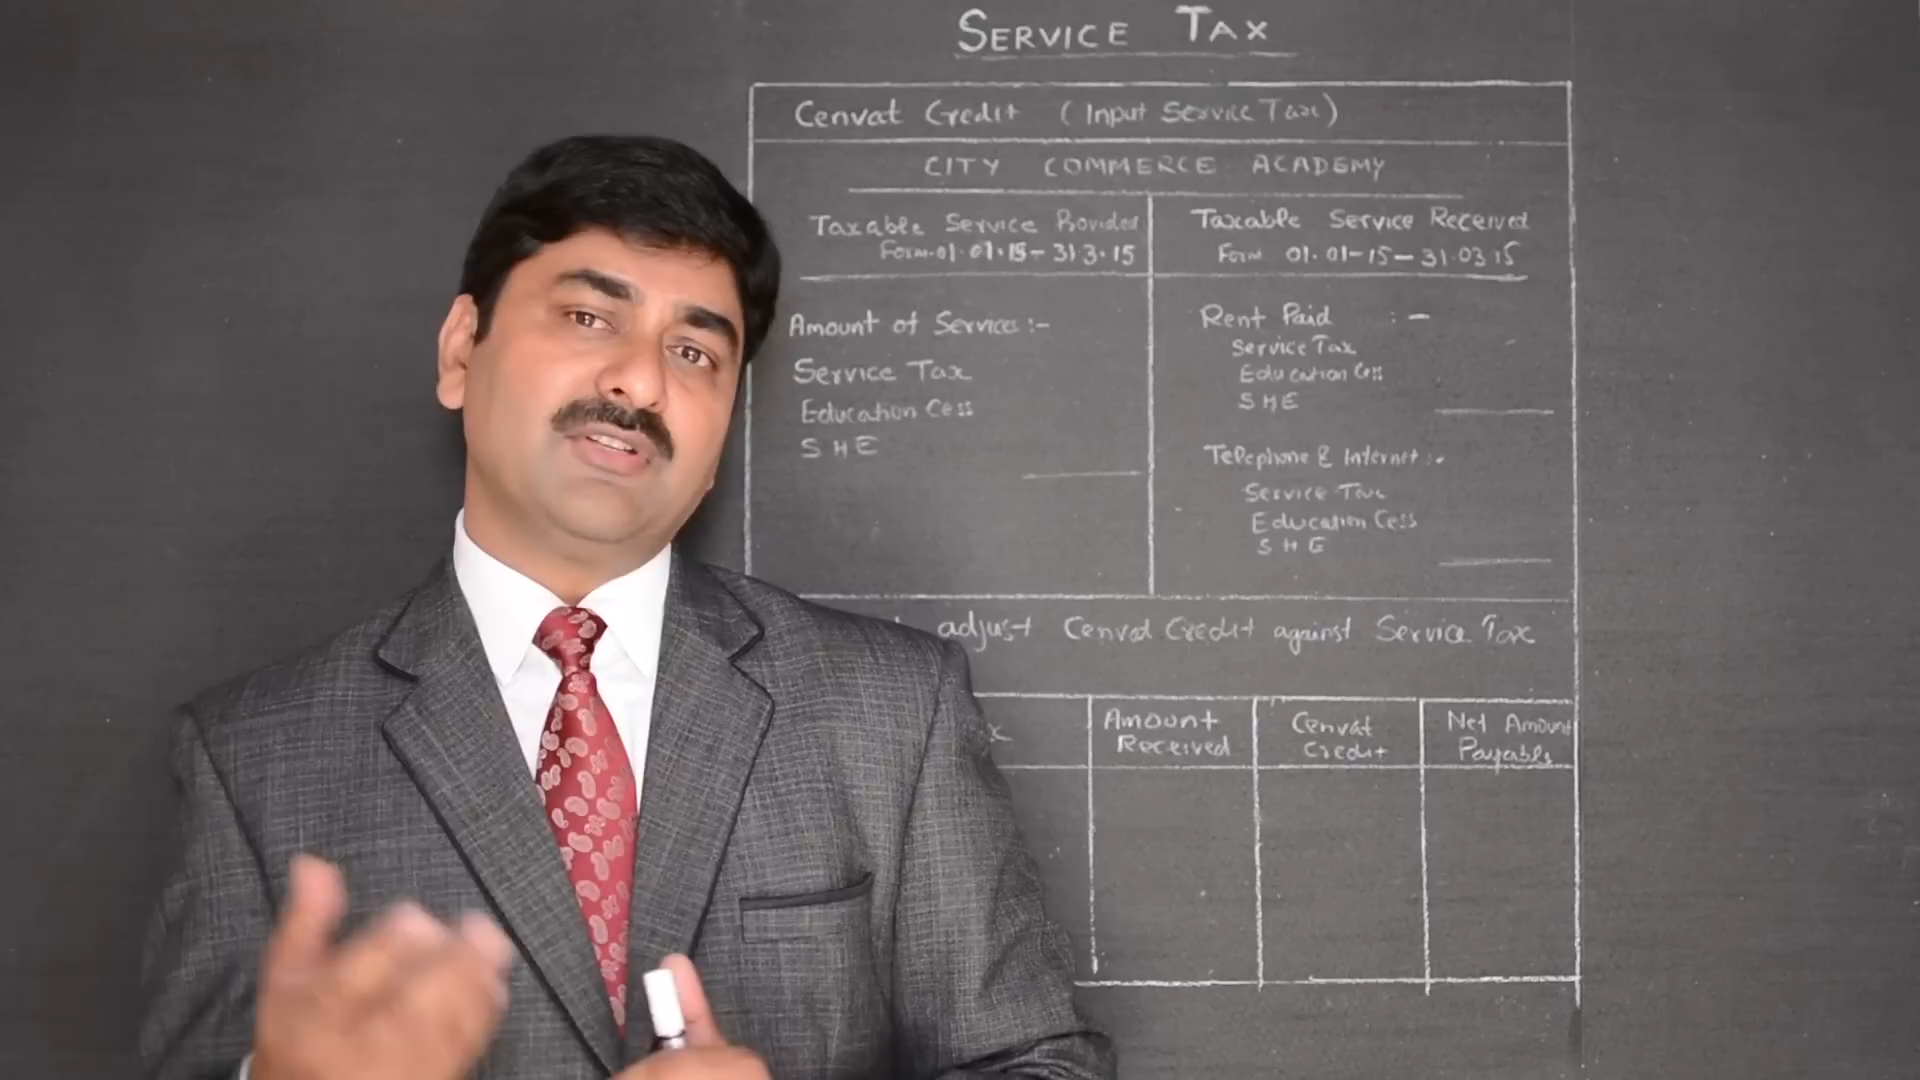 SERVICE TAX
Cenvat Credit (Input Service Tax)
CITY COMMERCE ACADEMY
Taxable Service Provided
Form 01.01.15 - 31.3.15
Amount of Services :-
Service Tax
Education Cess
SHE
Taxable Service Received
Form 01.01-15 - 31.03.15
Rent Paid :-
Service Tax
Education Cess
SHE
Telephone & Internet :-
Service Tax
Education Cess
SHE
adjust Cenvat Credit against Service Tax
Amount
Received
Cenvat
Credit
Net Amount
Payable